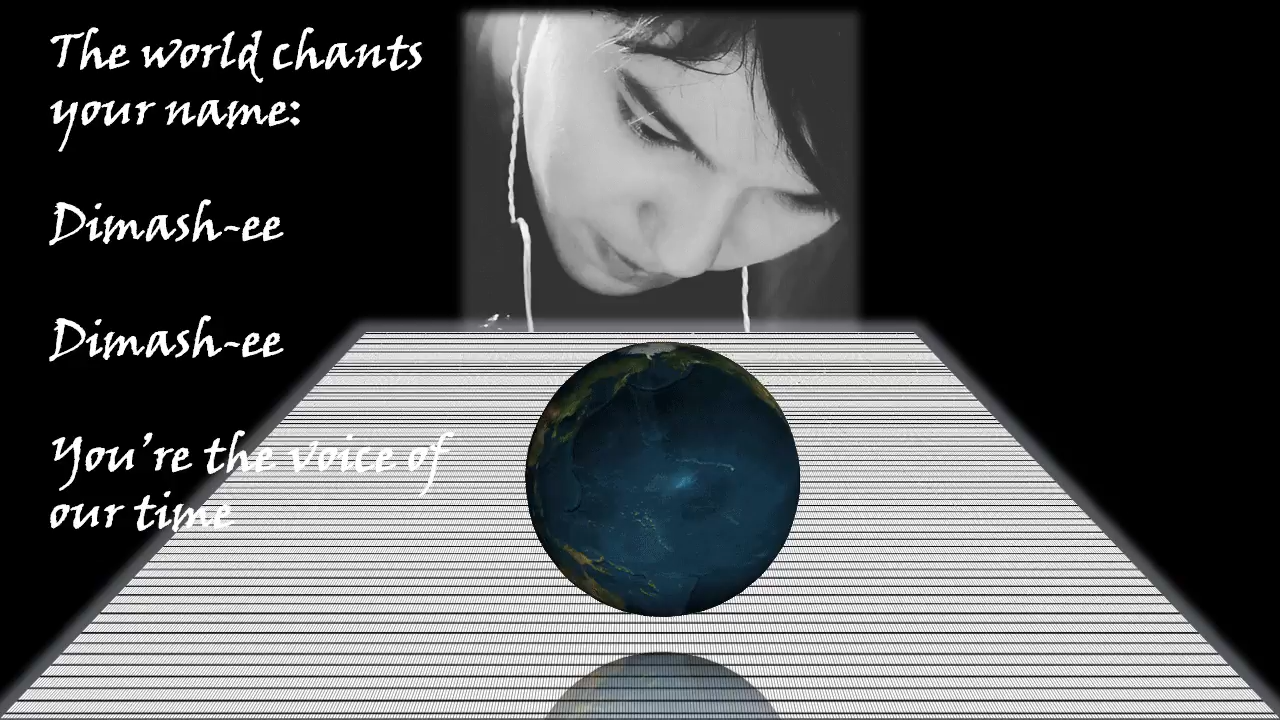 The world chants
your name:
Dimash-ee
Dimash-ee
You're the voice of
our time